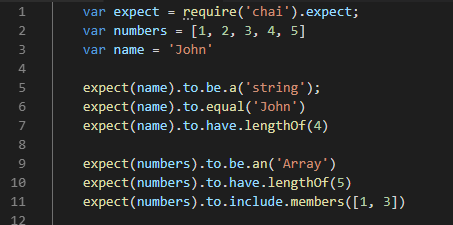 1 var expect = require('chai').expect;
2 var numbers = [1, 2, 3, 4, 5]
3 var name = 'John'
4
5 expect(name).to.be.a('string');
6 expect(name).to.equal('John')
7 expect(name).to.have.lengthOf(4)
8
9 expect(numbers).to.be.an('Array')
10 expect(numbers).to.have.lengthOf(5)
11 expect(numbers).to.include.members([1, 3])
12